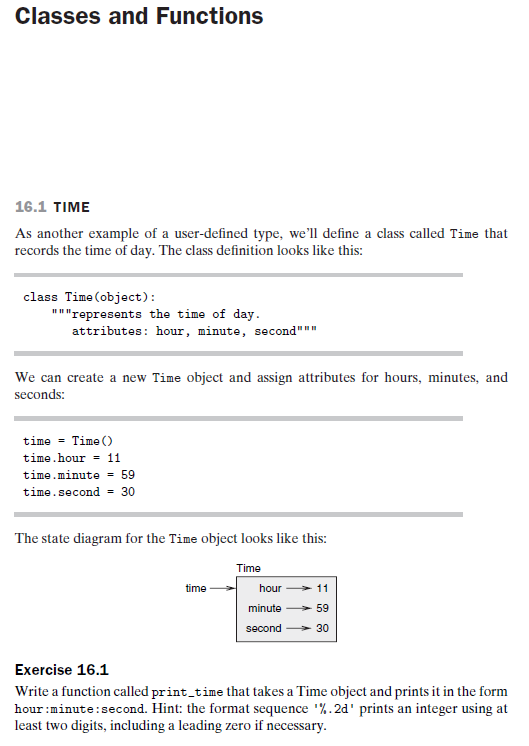 Classes and Functions
16.1 TIME
As another example of a user-defined type, we'll define a class called Time that
records the time of day. The class definition looks like this:
class Time(object):
    """represents the time of day.
       attributes: hour, minute, second"""
We can create a new Time object and assign attributes for hours, minutes, and
seconds:
time = Time()
time.hour = 11
time.minute = 59
time.second = 30
The state diagram for the Time object looks like this:
Time
time hour 11
minute 59
second 30
Exercise 16.1
Write a function called print_time that takes a Time object and prints it in the form
hour:minute:second. Hint: the format sequence '%.2d' prints an integer using at
least two digits, including a leading zero if necessary.